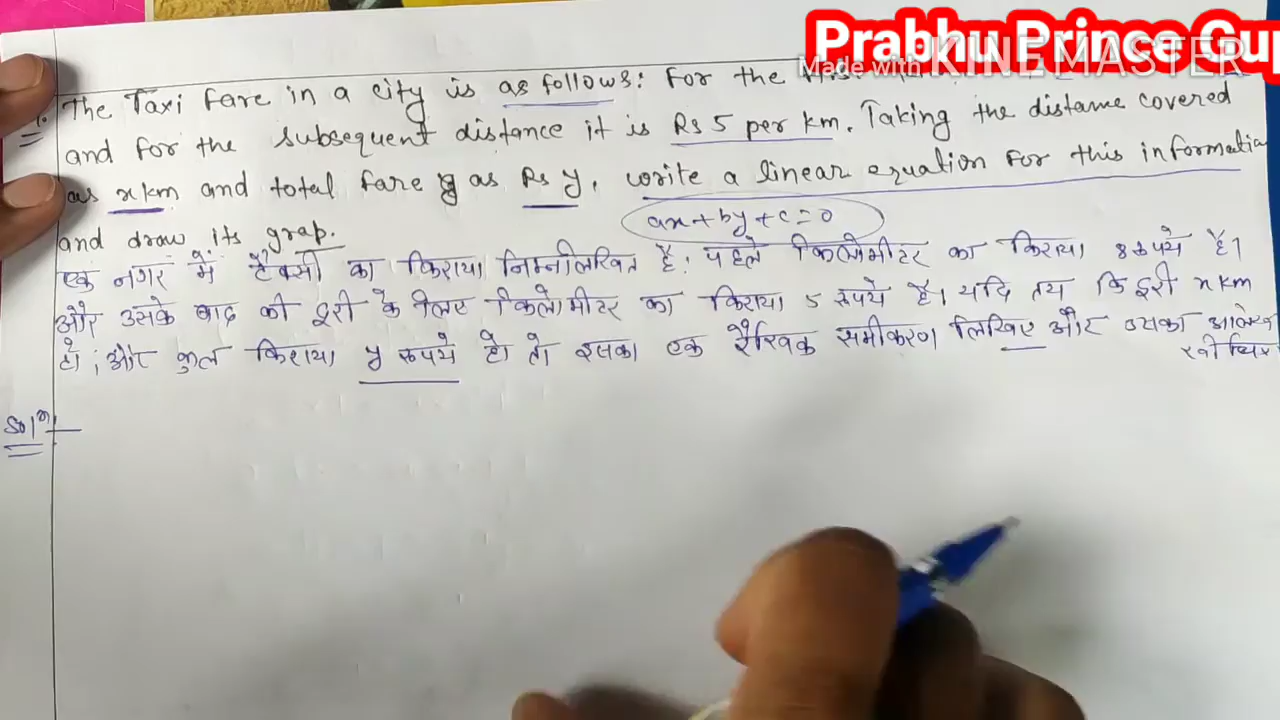 Prabhu Prince Gup
Made with KINEMASTER
The Taxi Fare in a city is as follows: For the
and for the subsequent distance it is Rs 5 per km. Taking the distance covered
as x km and total fare as Rs y. write a linear equation for this informatio
and draw its grap.
ax+by+c=0
एक नगर में टैक्सी का किराया निम्नलिखित है: पहले किलोमीटर का किराया 8 रुपये है।
और उसके बाद की दूरी के लिए किलोमीटर का किराया 5 रुपये है। यदि तय कि दूरी x km
हो, और कुल किराया y रुपये हो तो इसका एक रैखिक समीकरण लिखिए और उसका आलेख
खींचिए
Solⁿ